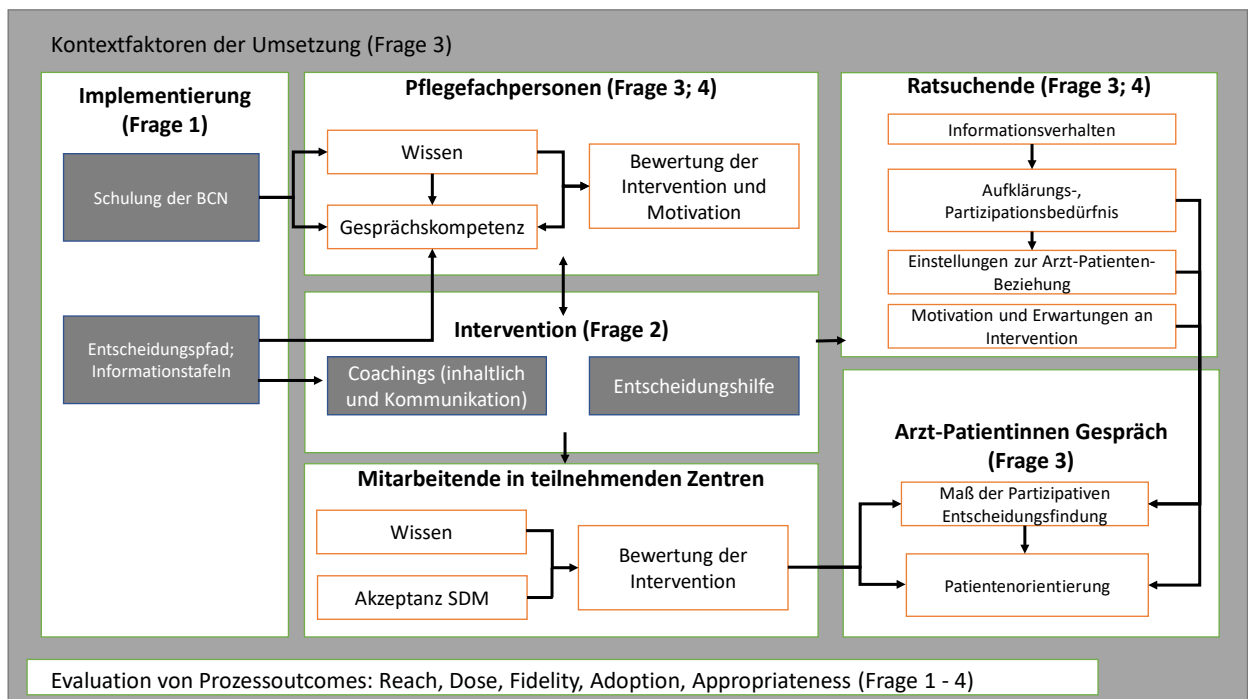 Kontextfaktoren der Umsetzung (Frage 3)
Implementierung
(Frage 1)
Schulung der BCN
Entscheidungspfad;
Informationstafeln
Pflegefachpersonen (Frage 3; 4)
Wissen
Gesprächskompetenz
Bewertung der
Intervention und
Motivation
Intervention (Frage 2)
Coachings (inhaltlich
und Kommunikation)
Entscheidungshilfe
Mitarbeitende in teilnehmenden Zentren
Wissen
Akzeptanz SDM
Bewertung der
Intervention
Ratsuchende (Frage 3; 4)
Informationsverhalten
Aufklärungs-,
Partizipationsbedürfnis
Einstellungen zur Arzt-Patienten-
Beziehung
Motivation und Erwartungen an
Intervention
Arzt-Patientinnen Gespräch
(Frage 3)
Maß der Partizipativen
Entscheidungsfindung
Patientenorientierung
Evaluation von Prozessoutcomes: Reach, Dose, Fidelity, Adoption, Appropriateness (Frage 1 - 4)